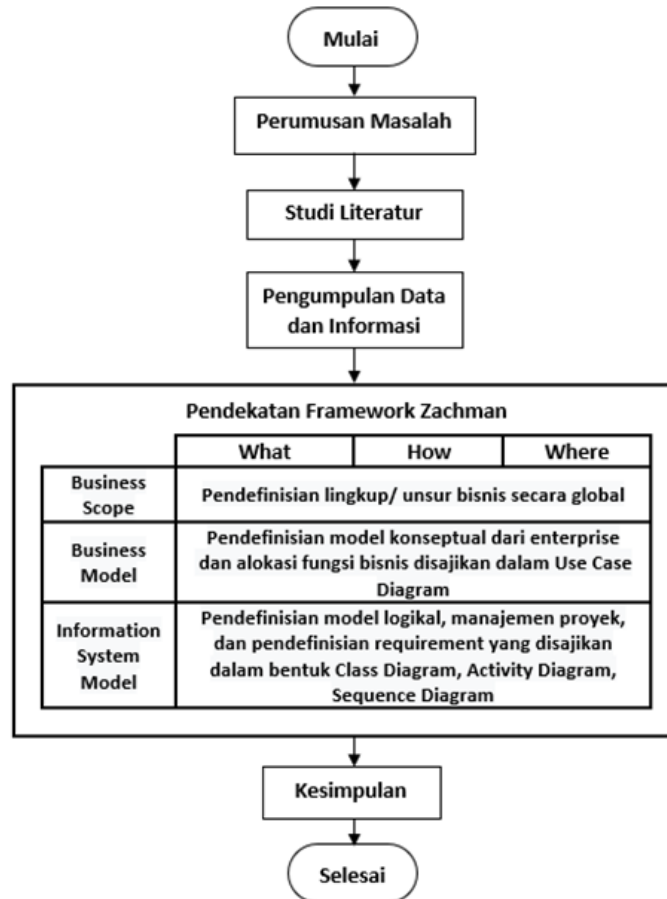 Mulai
Perumusan Masalah
Studi Literatur
Pengumpulan Data
dan Informasi
Pendekatan Framework Zachman
What How Where
Business
Scope
Pendefinisian lingkup/ unsur bisnis secara global
Business
Model
Pendefinisian model konseptual dari enterprise
dan alokasi fungsi bisnis disajikan dalam Use Case
Diagram
Information
System
Model
Pendefinisian model logikal, manajemen proyek,
dan pendefinisian requirement yang disajikan
dalam bentuk Class Diagram, Activity Diagram,
Sequence Diagram
Kesimpulan
Selesai